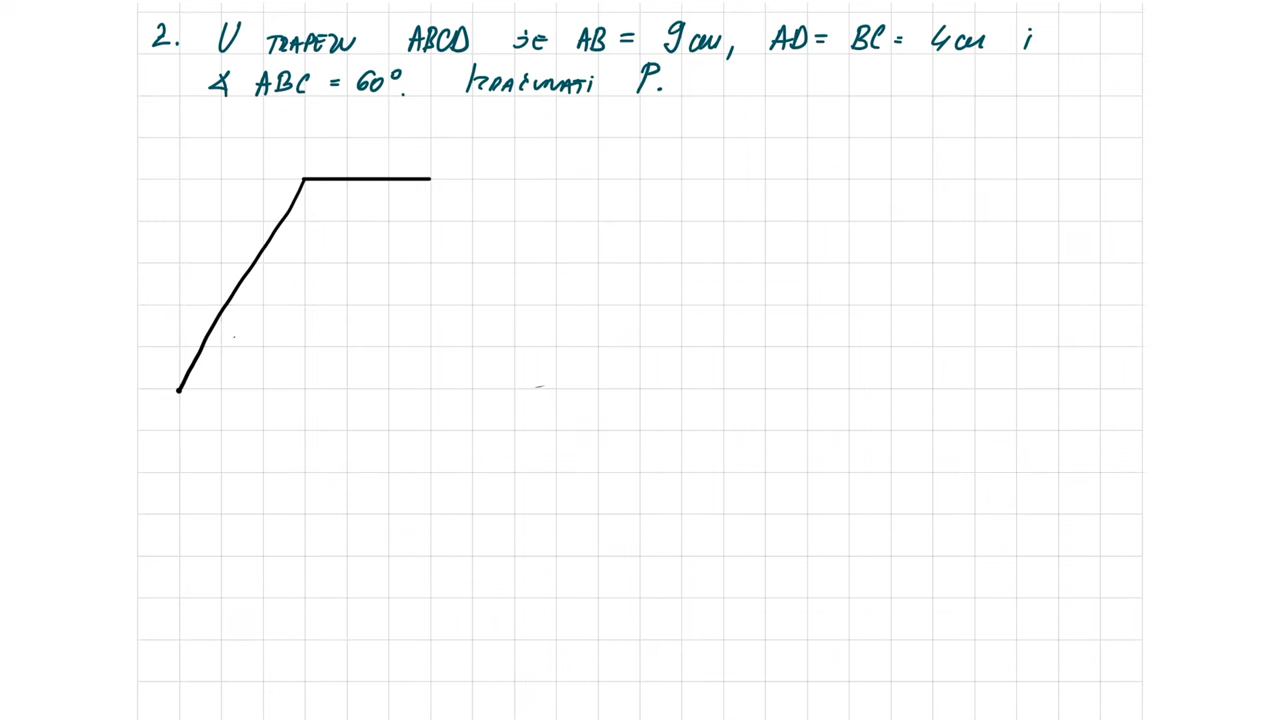 2. U TRAPEZU ABCD JE AB = 9 cm, AD = BC = 4 cm i
∡ ABC = 60°. IZRAČUNATI P.